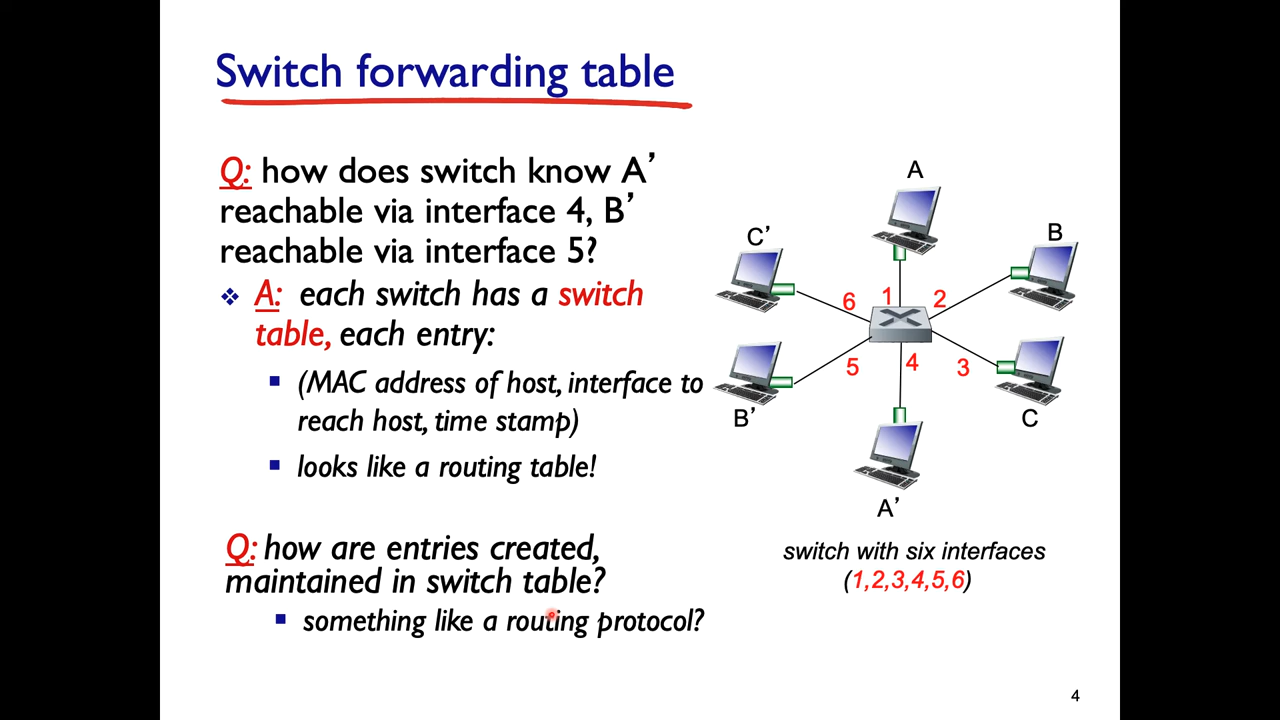 Switch forwarding table
Q: how does switch know A’
reachable via interface 4, B’
reachable via interface 5?
A: each switch has a switch
table, each entry:
(MAC address of host, interface to
reach host, time stamp)
looks like a routing table!
Q: how are entries created,
maintained in switch table?
something like a routing protocol?
A
B
C’
6
1
2
5
4
3
B’
C
A’
switch with six interfaces
(1,2,3,4,5,6)
4